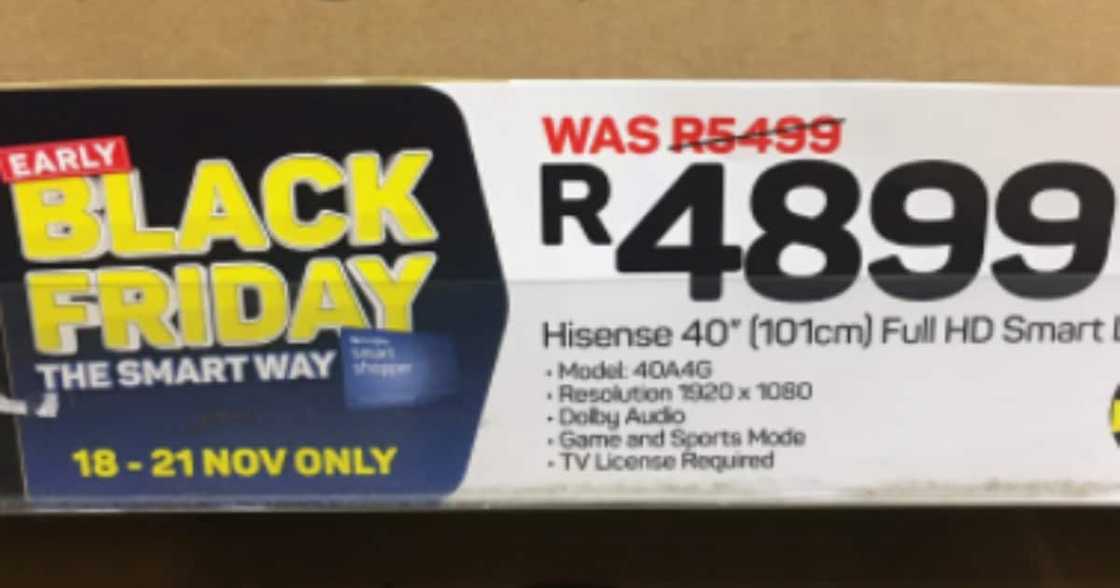 EARLY
BLACK
FRIDAY
THE SMART WAY
smart
shopper
18 - 21 NOV ONLY
WAS R5499
R4899
Hisense 40" (101cm) Full HD Smart
• Model: 40A4G
• Resolution 1920 x 1080
• Dolby Audio
• Game and Sports Mode
• TV License Required